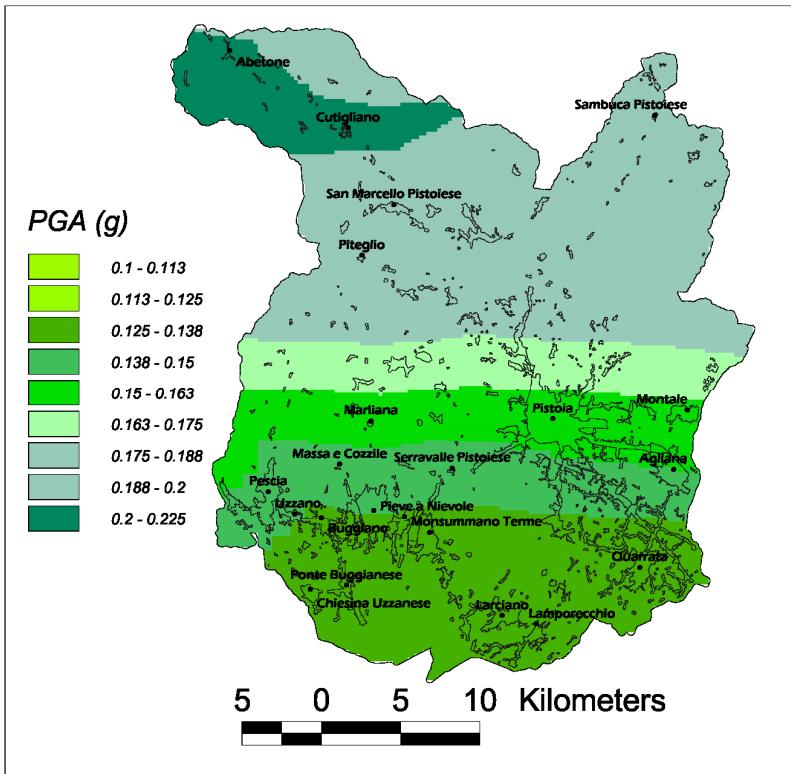 Abetone
Cutigliano
Sambuca Pistoiese
San Marcello Pistoiese
Piteglio
PGA (g)
0.1 - 0.113
0.113 - 0.125
0.125 - 0.138
0.138 - 0.15
0.15 - 0.163
0.163 - 0.175
0.175 - 0.188
0.188 - 0.2
0.2 - 0.225
Marliana
Pistoia
Montale
Massa e Cozzile
Serravalle Pistoiese
Agliana
Pescia
Uzzano
Pieve a Nievole
Buggiano
Monsummano Terme
Quarrata
Ponte Buggianese
Chiesina Uzzanese
Larciano
Lamporecchio
5 0 5 10 Kilometers